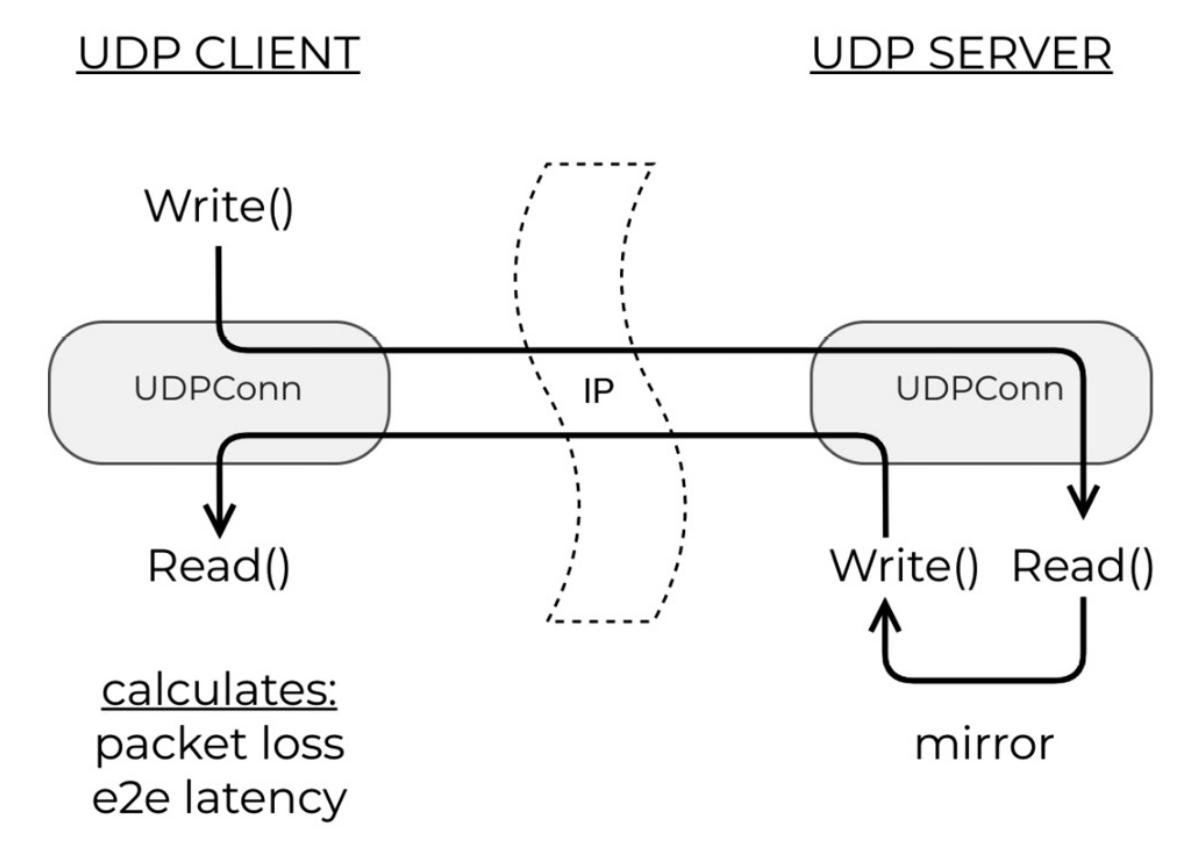 UDP CLIENT
UDP SERVER
Write()
UDPConn
IP
UDPConn
Read()
Write()
Read()
calculates:
packet loss
e2e latency
mirror